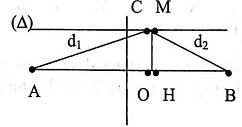 (Δ) C M
d₁ d₂
A O H B